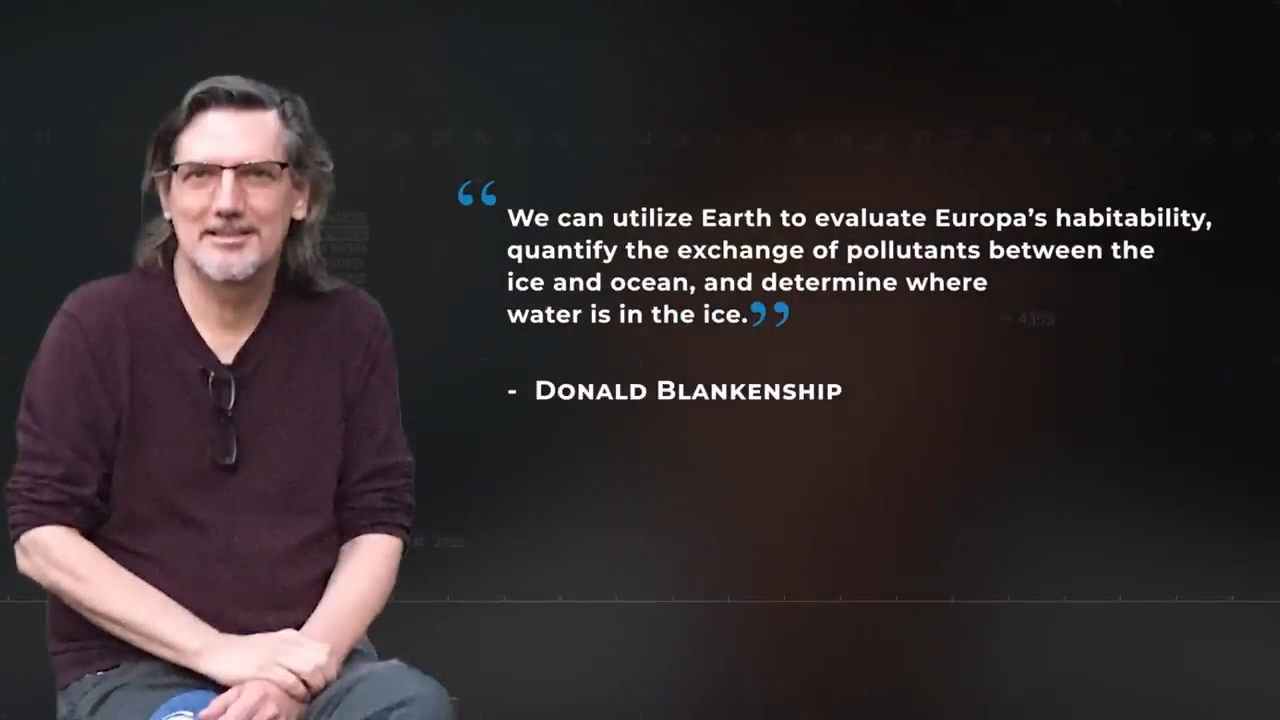 “We can utilize Earth to evaluate Europa’s habitability,
quantify the exchange of pollutants between the
ice and ocean, and determine where
water is in the ice.”
- Donald Blankenship